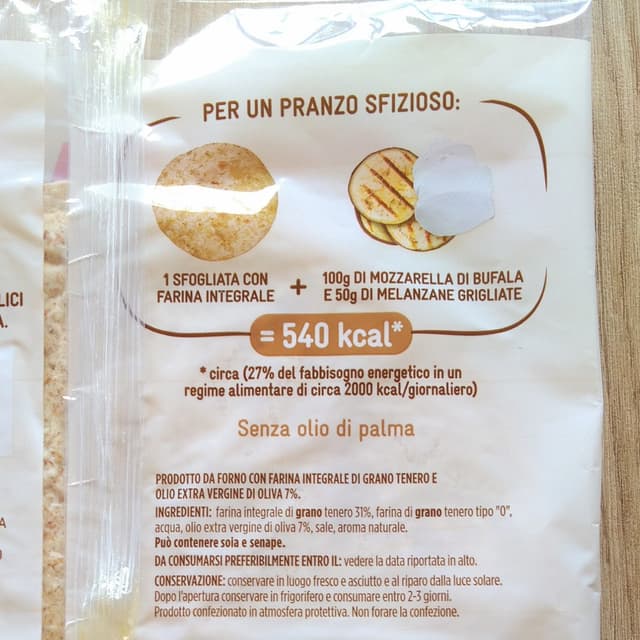 PER UN PRANZO SFIZIOSO:
1 SFOGLIATA CON
FARINA INTEGRALE
+
100g DI MOZZARELLA DI BUFALA
E 50g DI MELANZANE GRIGLIATE
= 540 kcal*
* circa (27% del fabbisogno energetico in un
regime alimentare di circa 2000 kcal/giornaliero)
Senza olio di palma
PRODOTTO DA FORNO CON FARINA INTEGRALE DI GRANO TENERO E
OLIO EXTRA VERGINE DI OLIVA 7%.
INGREDIENTI: farina integrale di grano tenero 31%, farina di grano tenero tipo "0",
acqua, olio extra vergine di oliva 7%, sale, aroma naturale.
Può contenere soia e senape.
DA CONSUMARSI PREFERIBILMENTE ENTRO IL: vedere la data riportata in alto.
CONSERVAZIONE: conservare in luogo fresco e asciutto e al riparo dalla luce solare.
Dopo l'apertura conservare in frigorifero e consumare entro 2-3 giorni.
Prodotto confezionato in atmosfera protettiva. Non forare la confezione.